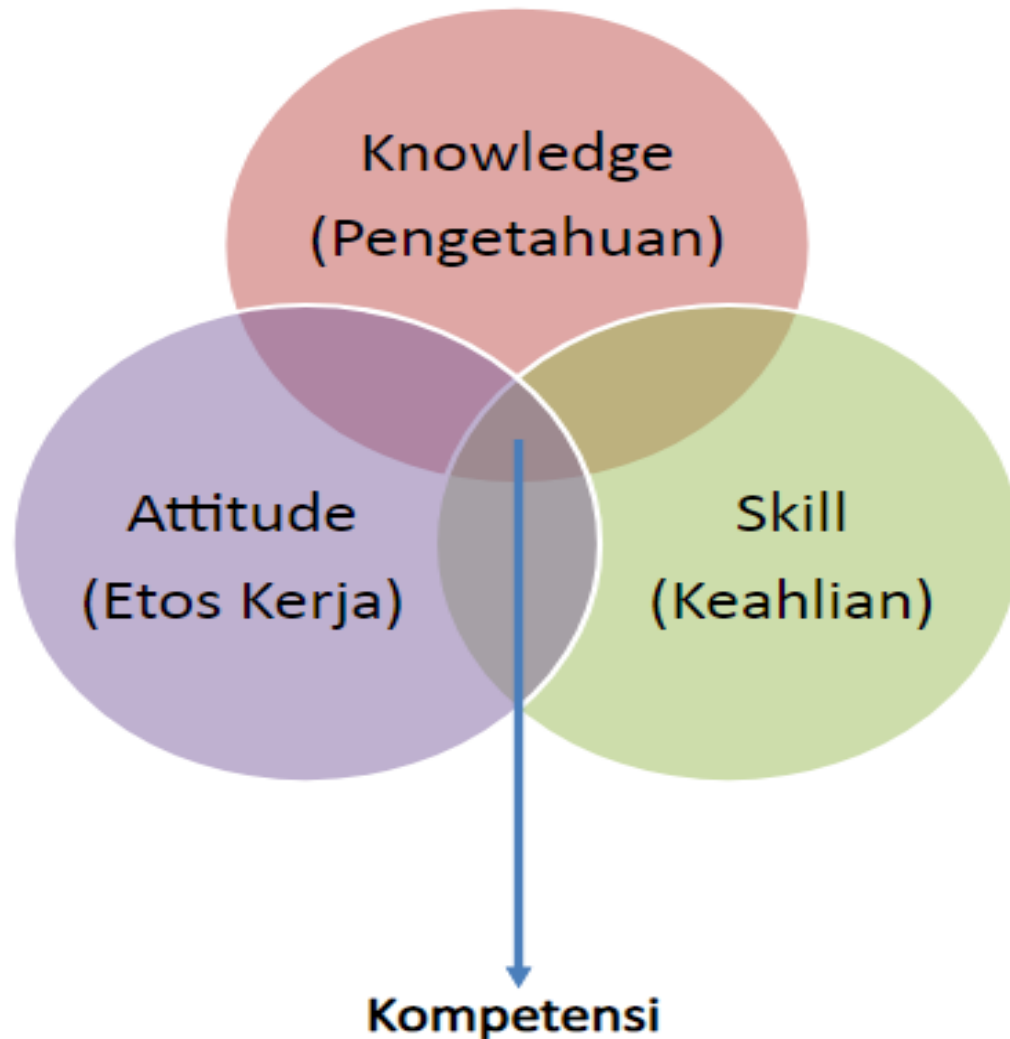 Knowledge
(Pengetahuan)
Attitude
(Etos Kerja)
Skill
(Keahlian)
Kompetensi